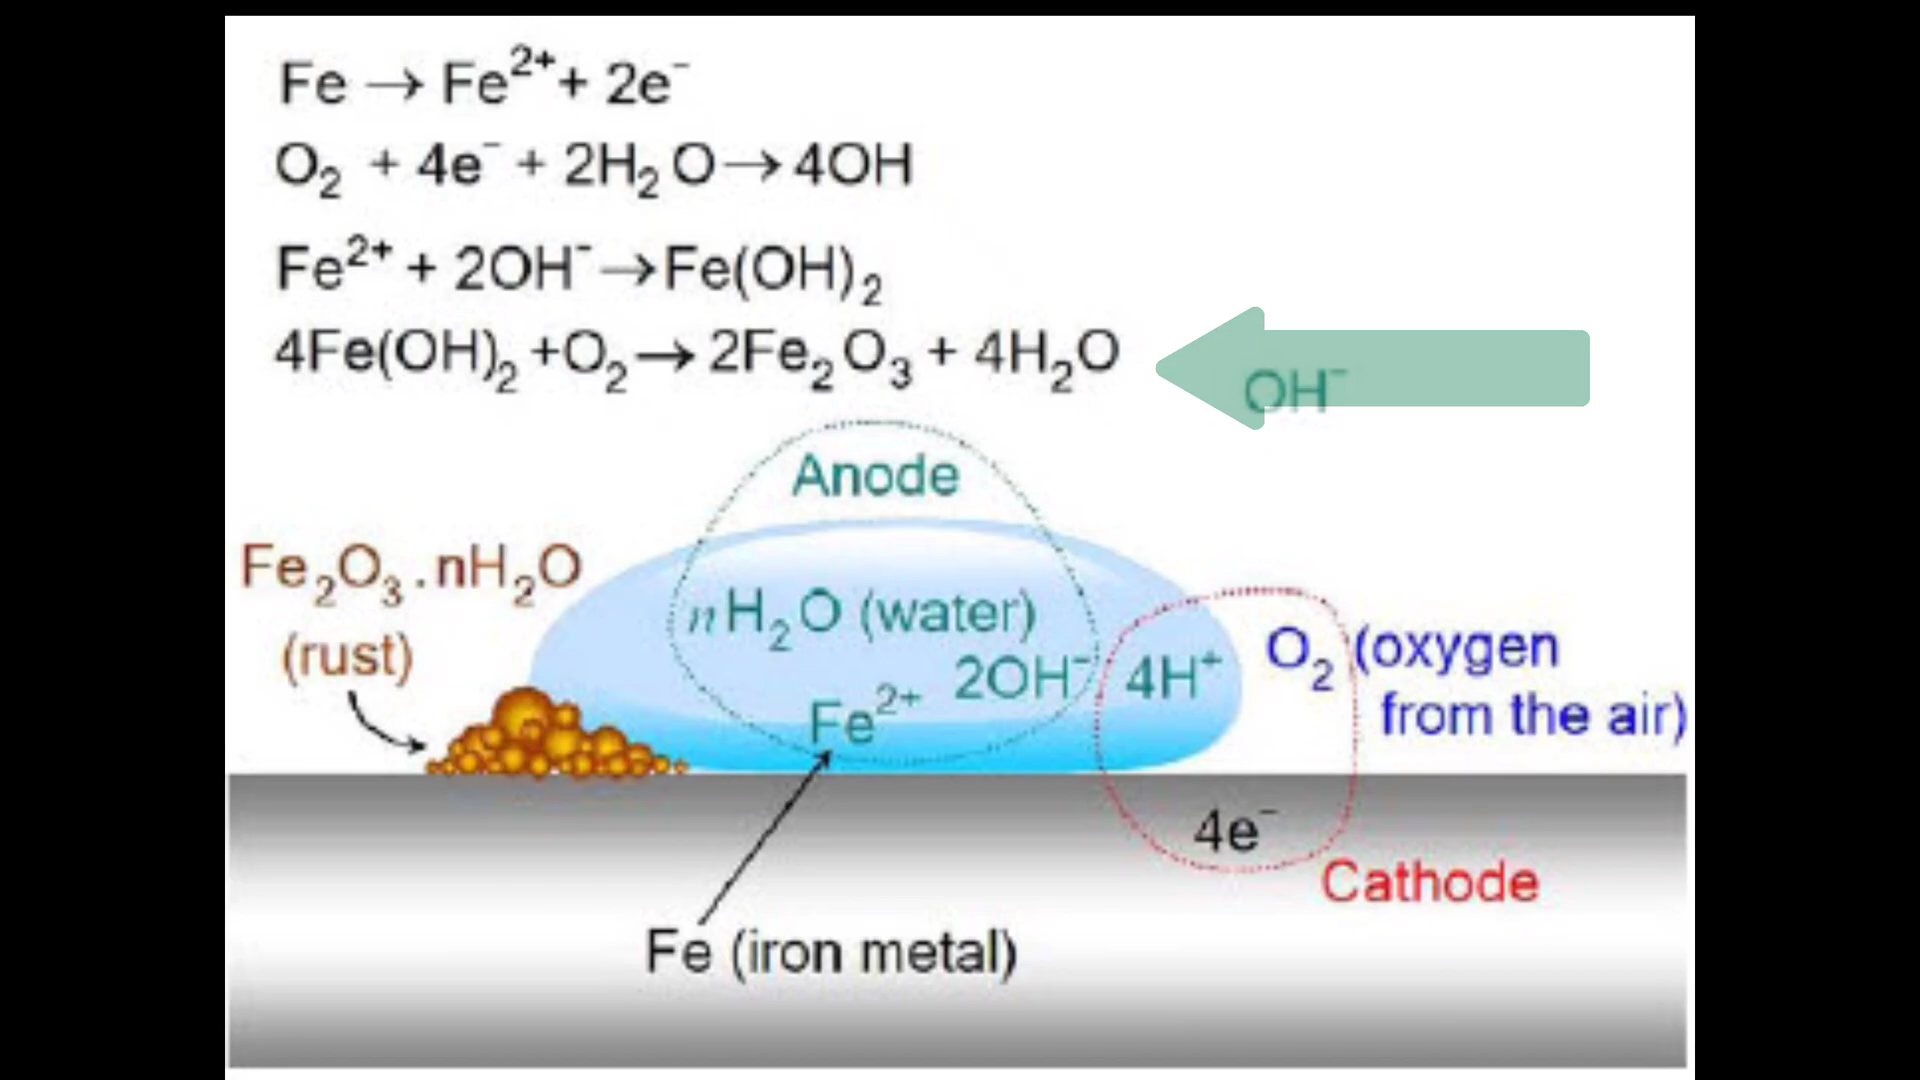 Fe → Fe²⁺ + 2e⁻
O₂ + 4e⁻ + 2H₂O → 4OH
Fe²⁺ + 2OH⁻ → Fe(OH)₂
4Fe(OH)₂ + O₂ → 2Fe₂O₃ + 4H₂O
OH⁻
Anode
Fe₂O₃.nH₂O
(rust)
nH₂O (water)
2OH⁻
4H⁺
Fe²⁺
O₂ (oxygen
from the air)
4e⁻
Cathode
Fe (iron metal)